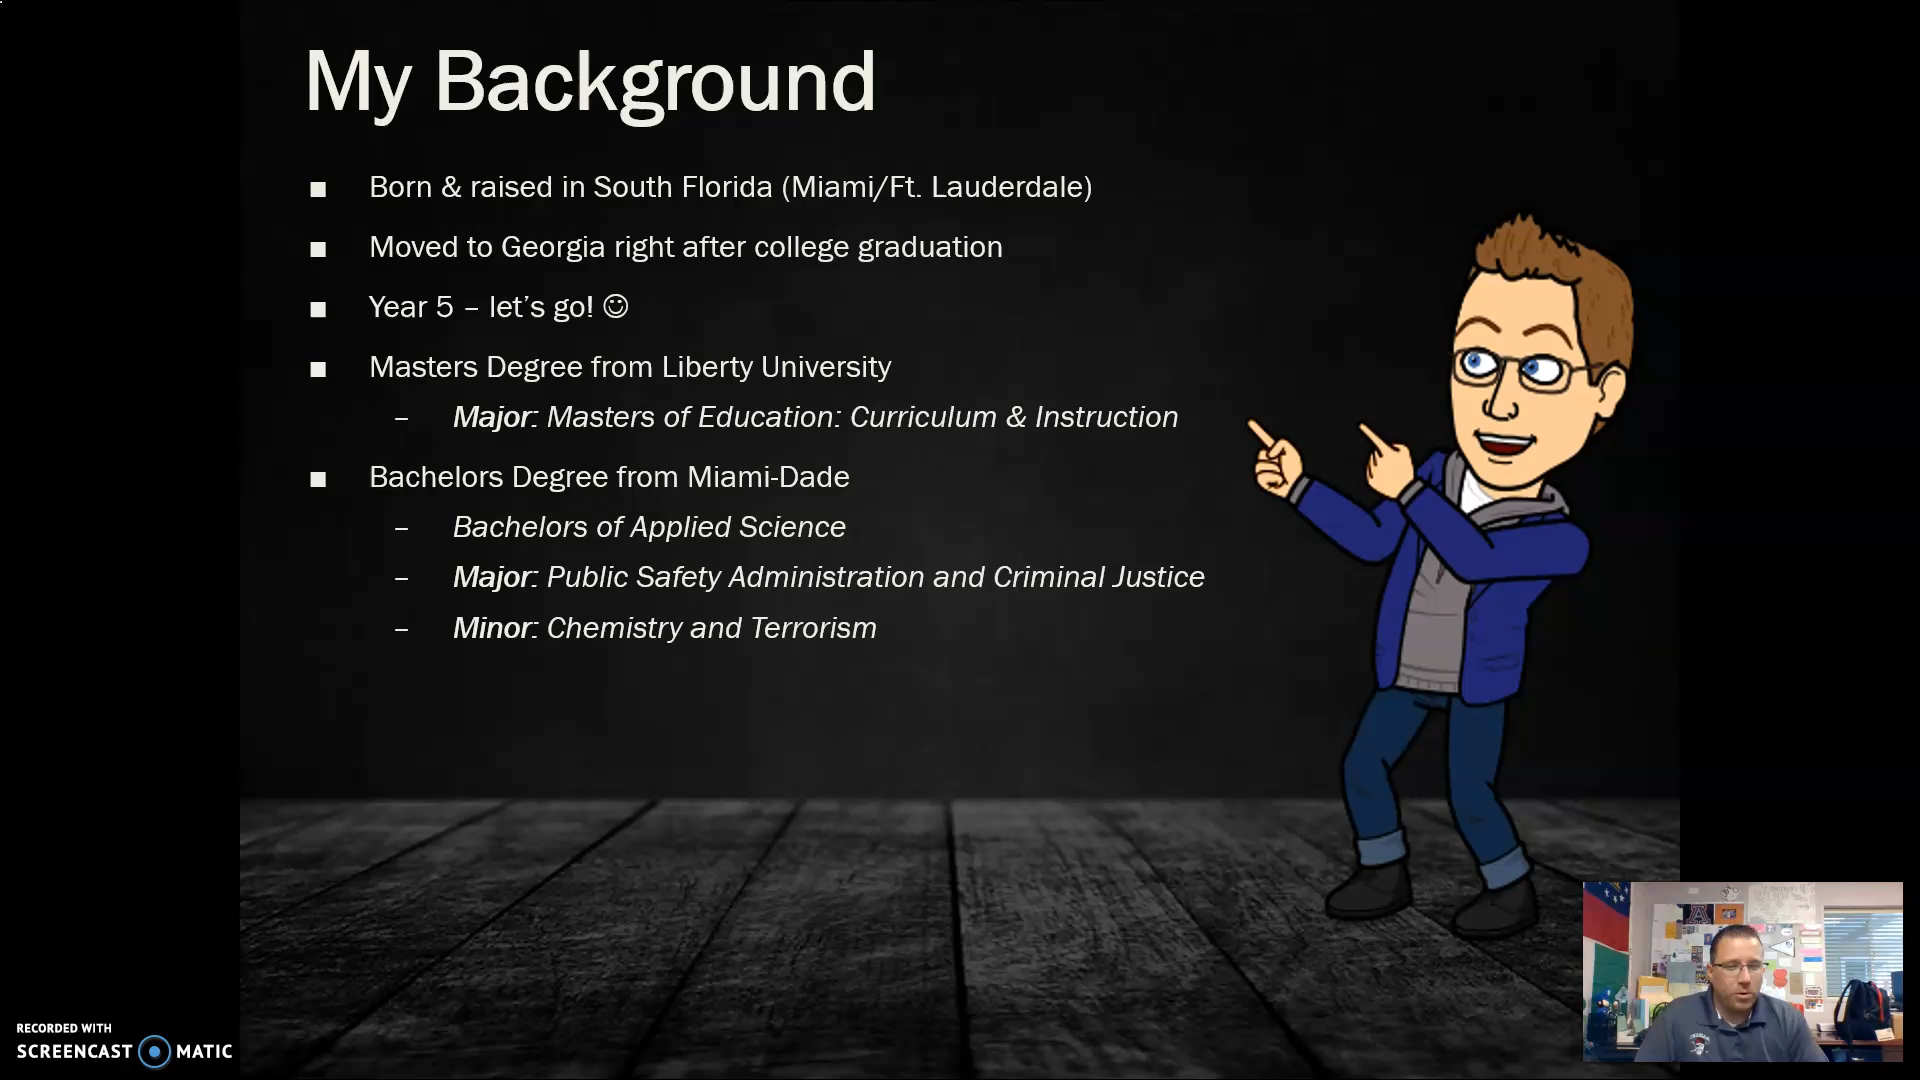 My Background
■ Born & raised in South Florida (Miami/Ft. Lauderdale)
■ Moved to Georgia right after college graduation
■ Year 5 – let’s go! ☺
■ Masters Degree from Liberty University
– Major: Masters of Education: Curriculum & Instruction
■ Bachelors Degree from Miami-Dade
– Bachelors of Applied Science
– Major: Public Safety Administration and Criminal Justice
– Minor: Chemistry and Terrorism
RECORDED WITH
SCREENCAST MATIC